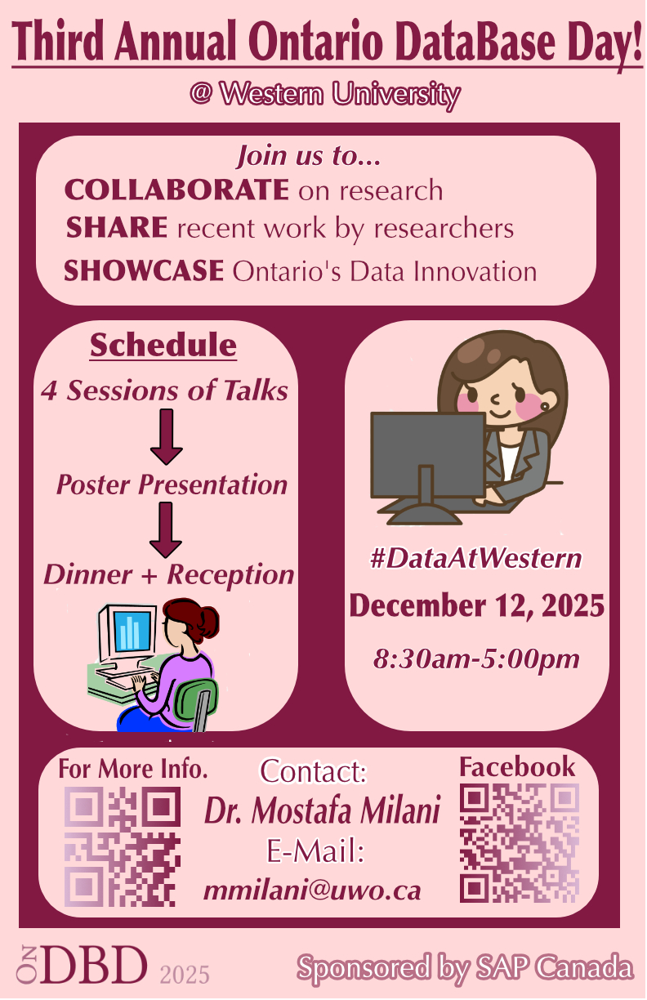 Third Annual Ontario DataBase Day!
@ Western University
Join us to...
COLLABORATE on research
SHARE recent work by researchers
SHOWCASE Ontario's Data Innovation
Schedule
4 Sessions of Talks
Poster Presentation
Dinner + Reception
#DataAtWestern
December 12, 2025
8:30am-5:00pm
For More Info.
Contact:
Dr. Mostafa Milani
E-Mail:
mmilani@uwo.ca
Facebook
ON DBD 2025
Sponsored by SAP Canada